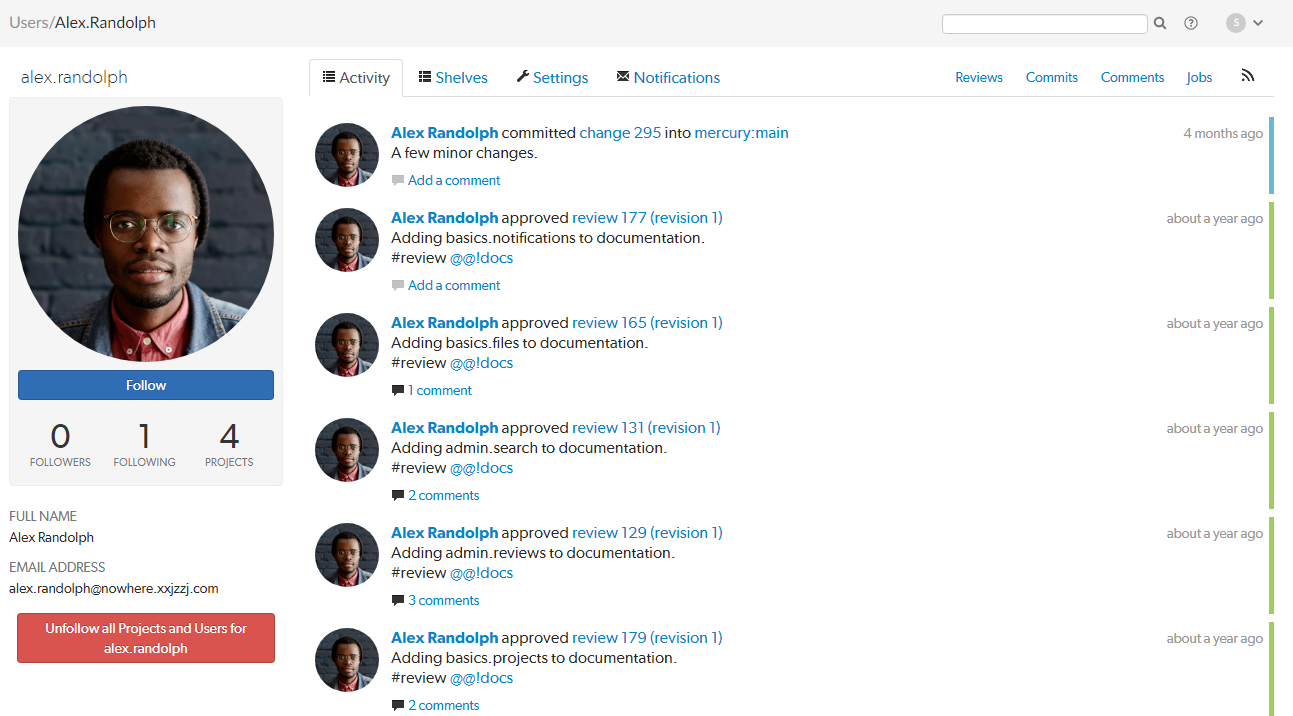 Users/Alex.Randolph
S
alex.randolph
Activity Shelves Settings Notifications Reviews Commits Comments Jobs
Alex Randolph committed change 295 into mercury:main 4 months ago
A few minor changes.
Add a comment
Alex Randolph approved review 177 (revision 1) about a year ago
Adding basics.notifications to documentation.
#review @@!docs
Add a comment
Alex Randolph approved review 165 (revision 1) about a year ago
Adding basics.files to documentation.
#review @@!docs
1 comment
Alex Randolph approved review 131 (revision 1) about a year ago
Adding admin.search to documentation.
#review @@!docs
2 comments
Alex Randolph approved review 129 (revision 1) about a year ago
Adding admin.reviews to documentation.
#review @@!docs
3 comments
Alex Randolph approved review 179 (revision 1) about a year ago
Adding basics.projects to documentation.
#review @@!docs
2 comments
Follow
0 1 4
FOLLOWERS FOLLOWING PROJECTS
FULL NAME
Alex Randolph
EMAIL ADDRESS
alex.randolph@nowhere.xxjzzj.com
Unfollow all Projects and Users for
alex.randolph